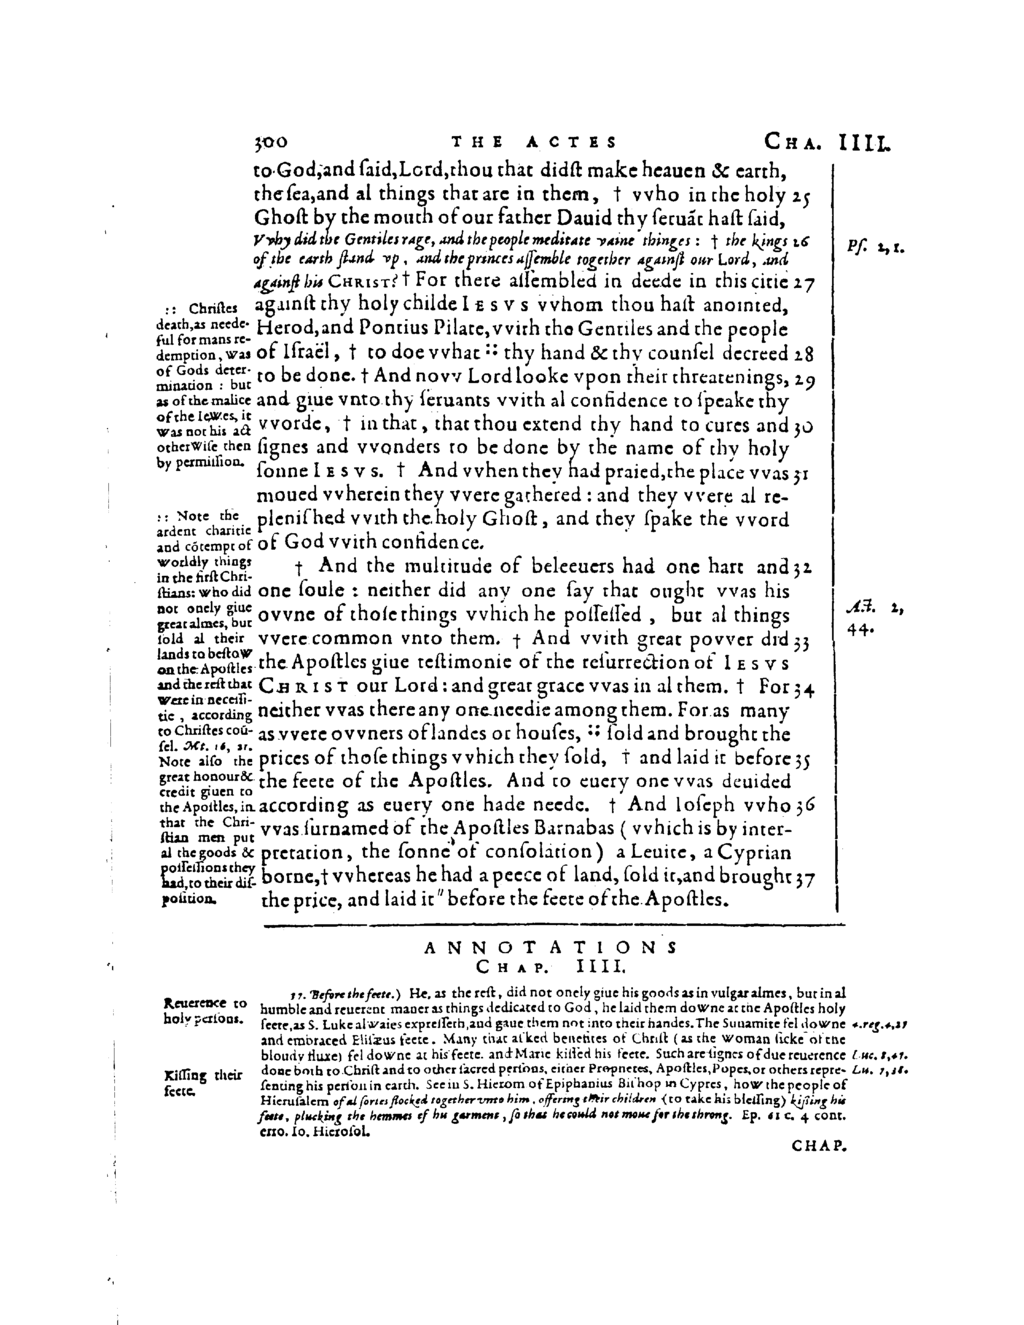 300 THE ACTES CHA. IIII.
to God, and ſaid, Lord, thou that didſt make heauen & earth,
the ſea, and al things that are in them, † vvho in the holy 25
Ghoſt by the mouth of our father Dauid thy ſeruāt haſt ſaid,
Vvhy did the Gentiles rage, and the people meditate vaine thinges: † the kings 26
of the earth ſtand vp, and the princes aſſemble together againſt our Lord, and
againſt his CHRIST? † For there aſſembled in deede in this citie 27
againſt thy holy childe IESVS vvhom thou haſt anointed,
Herod, and Pontius Pilate, vvith the Gentiles and the people
of Iſraël, † to doe vvhat :: thy hand & thy counſel decreed 28
to be done. † And novv Lord looke vpon their threatenings, 29
and giue vnto thy ſeruants vvith al confidence to ſpeake thy
vvorde, † in that, that thou extend thy hand to cures and 30
ſignes and vvonders to be done by the name of thy holy
ſonne IESVS. † And vvhen they had praied, the place vvas 31
moued vvherein they vvere gathered: and they vvere al re-
pleniſhed vvith the holy Ghoſt, and they ſpake the vvord
of God vvith confidence.
† And the multitude of beleeuers had one hart and 32
one ſoule: neither did any one ſay that ought vvas his
ovvne of thoſe things vvhich he poſſeſſed, but al things
vvere common vnto them. † And vvith great povver did 33
the Apoſtles giue teſtimonie of the reſurrection of IESVS
CHRIST our Lord: and great grace vvas in al them. † For 34
neither vvas there any one needie among them. For as many
as vvere ovvners of landes or houſes, :: ſold and brought the
prices of thoſe things vvhich they ſold, † and laid it before 35
the feete of the Apoſtles. And to euery one vvas deuided
according as euery one hade neede. † And Ioſeph vvho 36
vvas ſurnamed of the Apoſtles Barnabas (vvhich is by inter-
pretation, the ſonne of conſolation) a Leuite, a Cyprian
borne, † vvhereas he had a peece of land, ſold it, and brought 37
the price, and laid it " before the feete of the Apoſtles.
:: Chriſtes
death, as neede-
ful for mans re-
demption, was
of Gods deter-
mination: but
as of the malice
of the Iewes, it
was not his act
otherwiſe then
by permiſſion.
:: Note the
ardent charitie
and cōtempt of
worldly things
in the firſt Chri-
ſtians: who did
not onely giue
great almes, but
ſold al their
lands to beſtow
on the Apoſtles
and the reſt that
were in neceſſi-
tie, according
to Chriſtes coū-
ſel. Mt. 16, 21.
Note alſo the
great honour &
credit giuen to
the Apoſtles, in
that the Chri-
ſtian men put
al the goods &
poſſeſſions they
had, to their diſ-
poſition.
Pſ. 2, 1.
Act. 2,
44.
ANNOTATIONS
CHAP. IIII.
37. Before the feete.) He, as the reſt, did not onely giue his goods as in vulgar almes, but in al
humble and reuerent maner as things dedicated to God, he laid them downe at the Apoſtles holy
feete, as S. Luke alwaies expreſſeth, and gaue them not into their handes. The Sunamite fel downe
and embraced Eliſæus feete. Many that aſked benefites of Chriſt (as the woman ſicke of the
bloudy fluxe) fel downe at his feete. and Marie kiſſed his feete. Such are ſignes of due reuerence
done both to Chriſt and to other ſacred perſons, either Prophetes, Apoſtles, Popes, or others repre-
ſenting his perſon in earth. See in S. Hierom of Epiphanius Biſhop in Cypres, how the people of
Hieruſalem of al ſortes flocked together vnto him, offering their children (to take his bleſſing) kiſsing his
feete, plucking the hemmes of his garment, ſo that he could not moue for the throng. Ep. 61 c. 4 cont.
erro. Io. Hieroſol.
Reuerence to
holy perſons.
Kiſſing their
feete.
4. reg. 4, 27
Luc. 8, 47.
Lu. 7, 38.
CHAP.